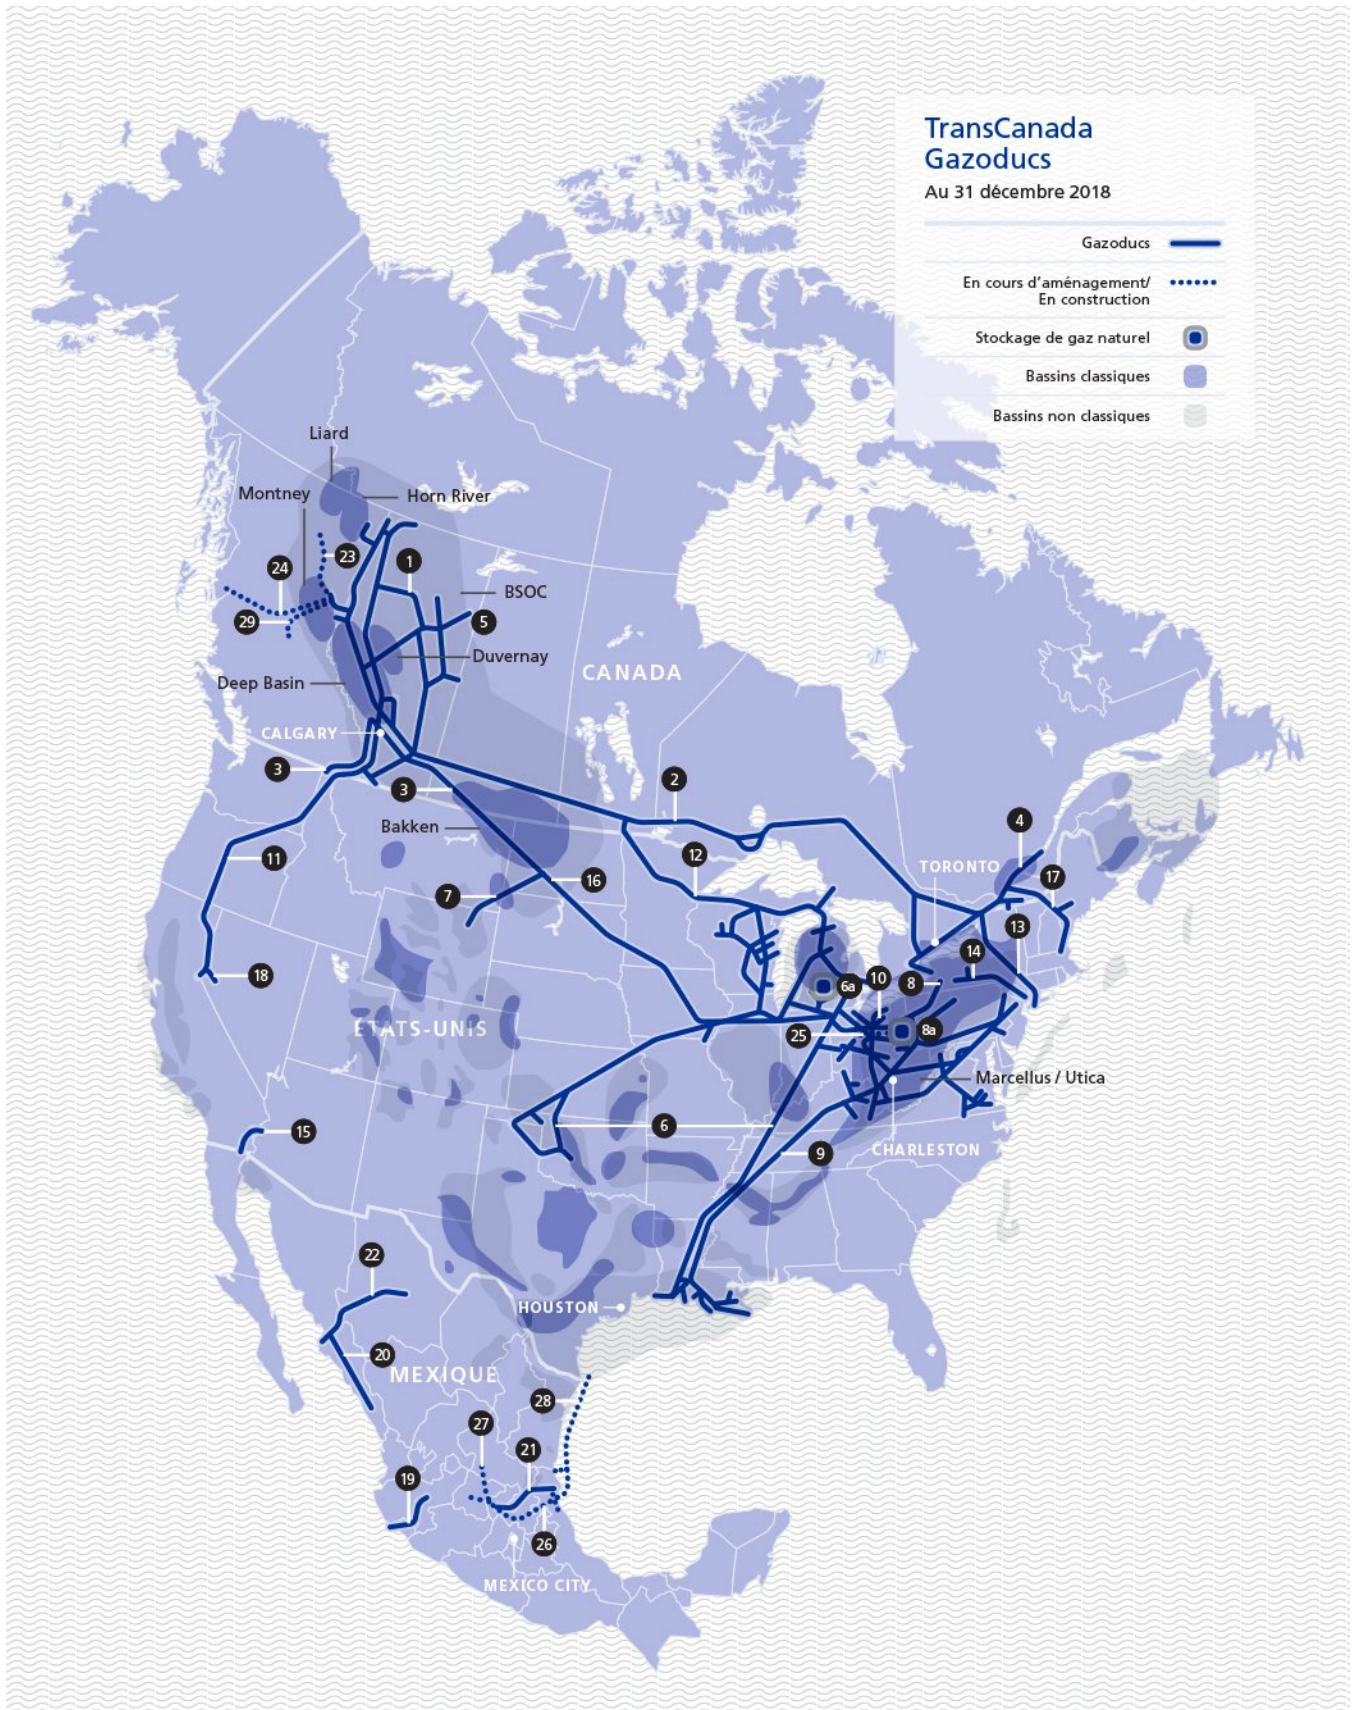 TransCanada
Gazoducs
Au 31 décembre 2018
Gazoducs
En cours d’aménagement/
En construction
Stockage de gaz naturel
Bassins classiques
Bassins non classiques
Liard
Montney
Horn River
23
1
24
BSOC
29
5
Duvernay
Deep Basin
CANADA
CALGARY
3
2
3
4
Bakken
12
11
TORONTO
17
16
7
13
14
18
10
8
6a
ÉTATS-UNIS
25
8a
Marcellus / Utica
15
6
9
CHARLESTON
22
HOUSTON
20
MEXIQUE
28
27
21
19
26
MEXICO CITY